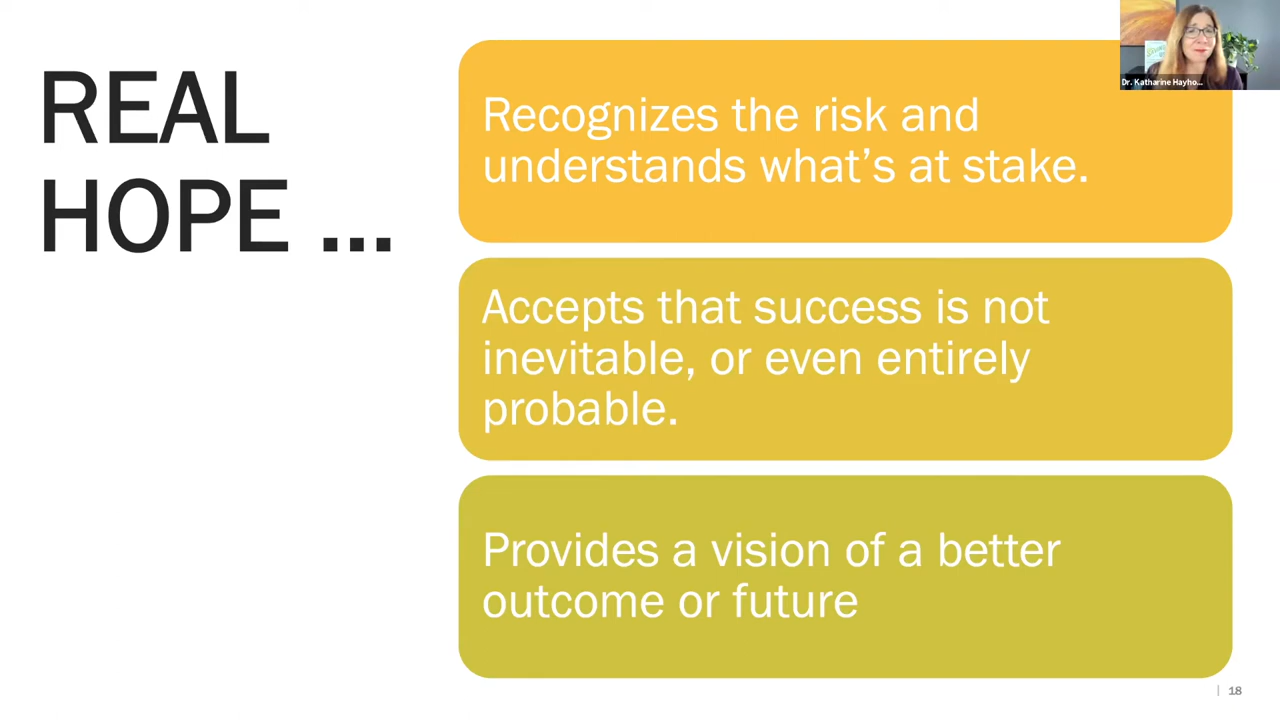 REAL
HOPE ...
Recognizes the risk and
understands what’s at stake.
Accepts that success is not
inevitable, or even entirely
probable.
Provides a vision of a better
outcome or future
Dr. Katharine Hayho...
18